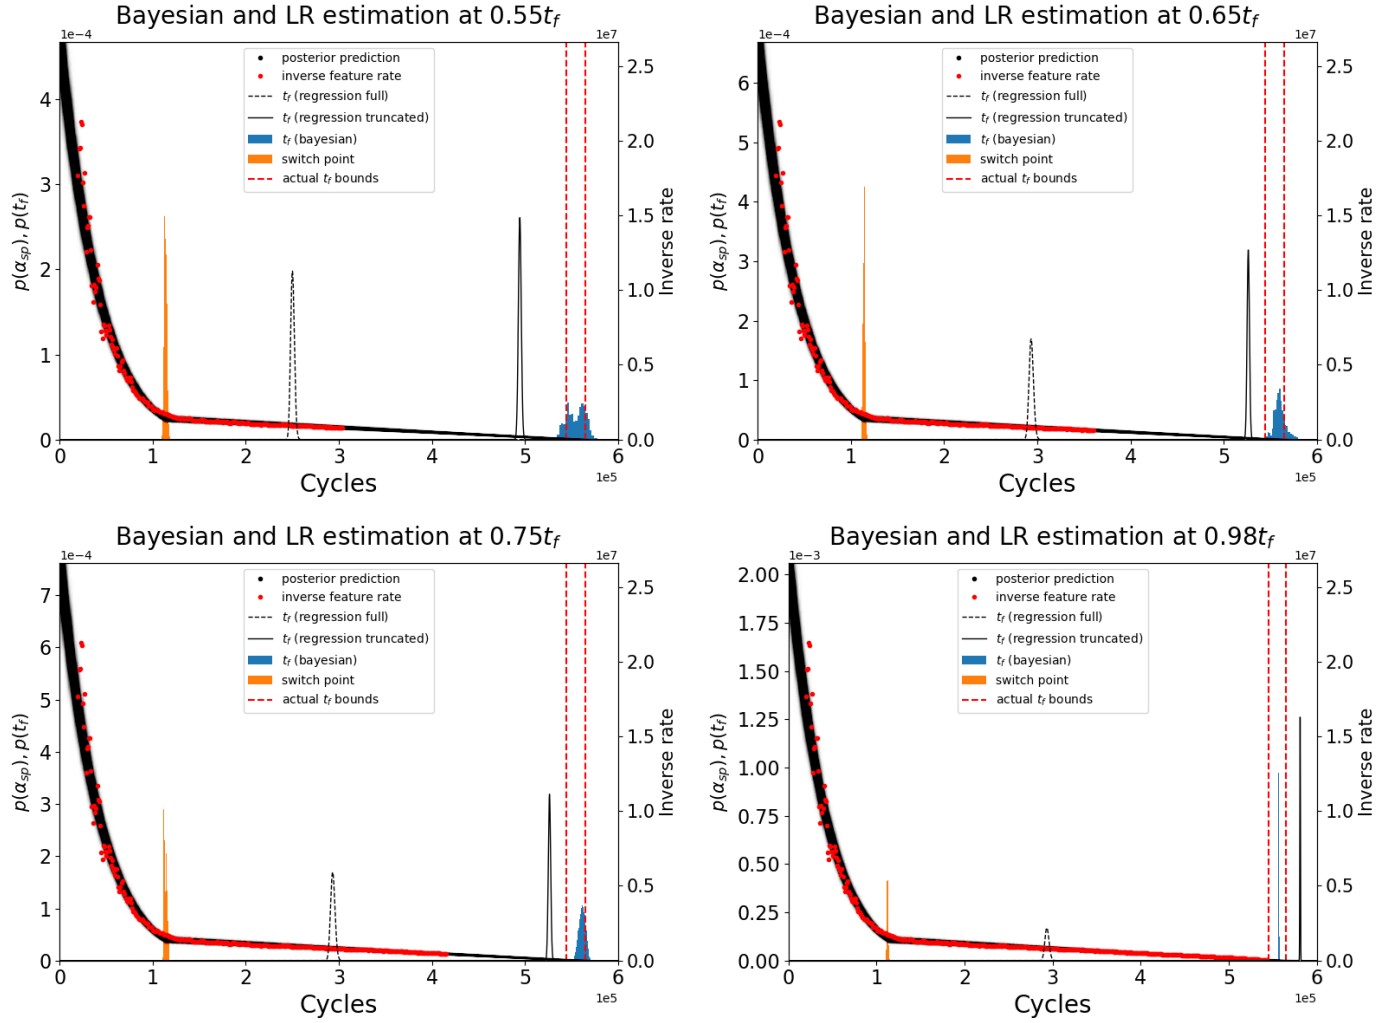 Bayesian and LR estimation at 0.55t_f
1e−4
1e7
posterior prediction
inverse feature rate
t_f (regression full)
t_f (regression truncated)
t_f (bayesian)
switch point
actual t_f bounds
4
3
2
1
0
2.5
2.0
1.5
1.0
0.5
0.0
p(α_sp), p(t_f)
Inverse rate
0 1 2 3 4 5 6
1e5
Cycles
Bayesian and LR estimation at 0.65t_f
1e−4
1e7
posterior prediction
inverse feature rate
t_f (regression full)
t_f (regression truncated)
t_f (bayesian)
switch point
actual t_f bounds
6
5
4
3
2
1
0
2.5
2.0
1.5
1.0
0.5
0.0
p(α_sp), p(t_f)
Inverse rate
0 1 2 3 4 5 6
1e5
Cycles
Bayesian and LR estimation at 0.75t_f
1e−4
1e7
posterior prediction
inverse feature rate
t_f (regression full)
t_f (regression truncated)
t_f (bayesian)
switch point
actual t_f bounds
7
6
5
4
3
2
1
0
2.5
2.0
1.5
1.0
0.5
0.0
p(α_sp), p(t_f)
Inverse rate
0 1 2 3 4 5 6
1e5
Cycles
Bayesian and LR estimation at 0.98t_f
1e−3
1e7
posterior prediction
inverse feature rate
t_f (regression full)
t_f (regression truncated)
t_f (bayesian)
switch point
actual t_f bounds
2.00
1.75
1.50
1.25
1.00
0.75
0.50
0.25
0.00
2.5
2.0
1.5
1.0
0.5
0.0
p(α_sp), p(t_f)
Inverse rate
0 1 2 3 4 5 6
1e5
Cycles